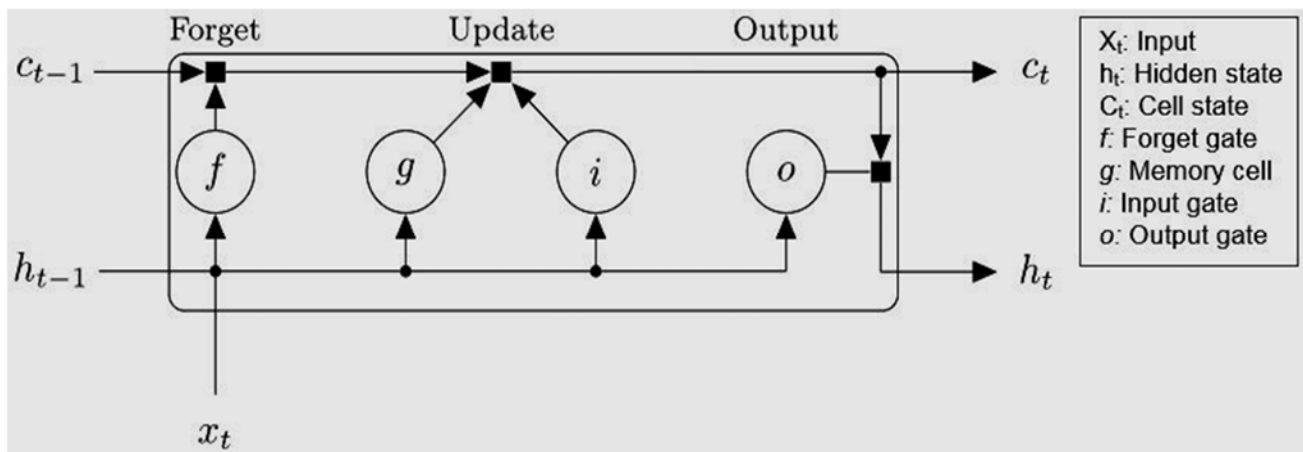 Forget Update Output
c_{t-1} c_t
f g i o
h_{t-1} h_t
x_t
X_t: Input
h_t: Hidden state
C_t: Cell state
f: Forget gate
g: Memory cell
i: Input gate
o: Output gate